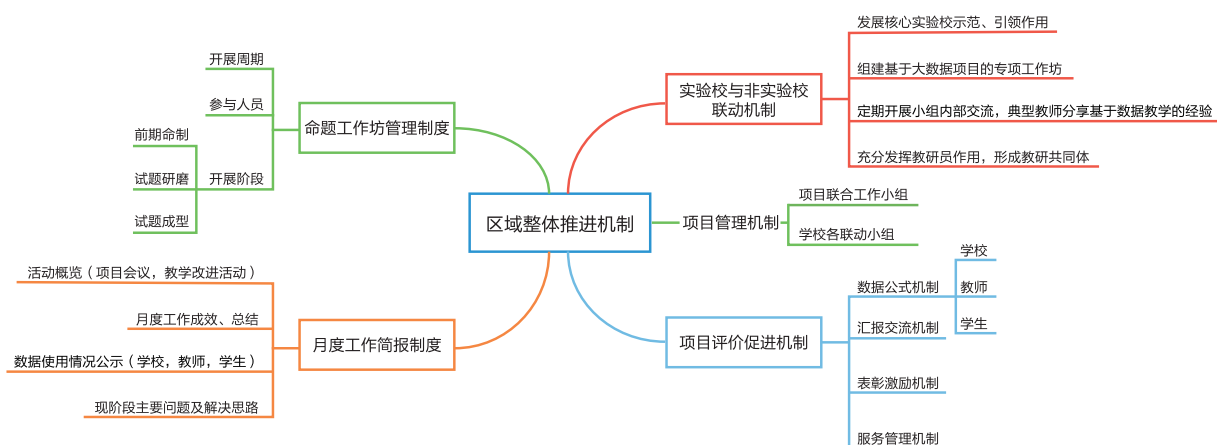 开展周期
参与人员
前期命制
试题研磨
试题成型
开展阶段
命题工作坊管理制度
发展核心实验校示范、引领作用
组建基于大数据项目的专项工作坊
定期开展小组内部交流，典型教师分享基于数据教学的经验
充分发挥教研员作用，形成教研共同体
实验校与非实验校
联动机制
区域整体推进机制
项目管理机制
项目联合工作小组
学校各联动小组
活动概览（项目会议，教学改进活动）
月度工作成效、总结
数据使用情况公示（学校，教师，学生）
现阶段主要问题及解决思路
月度工作简报制度
项目评价促进机制
数据公式机制
学校
教师
学生
汇报交流机制
表彰激励机制
服务管理机制